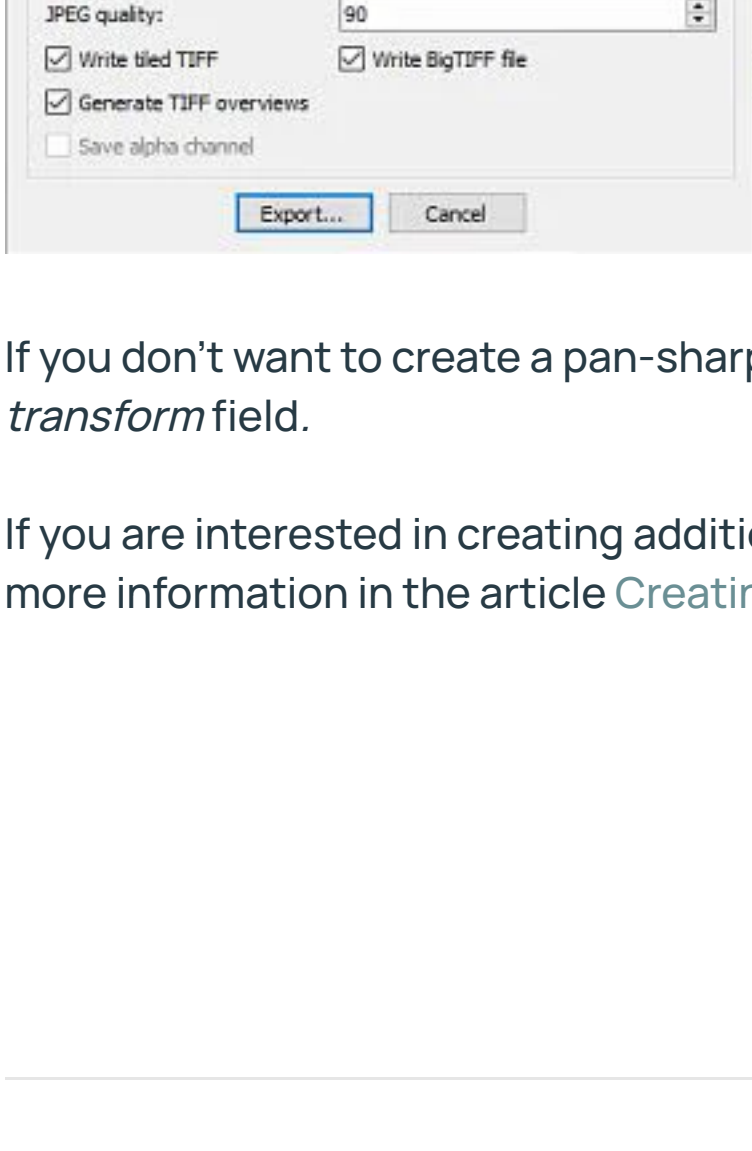 JPEG quality: 90
Write tiled TIFF Write BigTIFF file
Generate TIFF overviews
Save alpha channel
Export... Cancel
If you don't want to create a pan-sharp
transform field.
If you are interested in creating additi
more information in the article Creatin